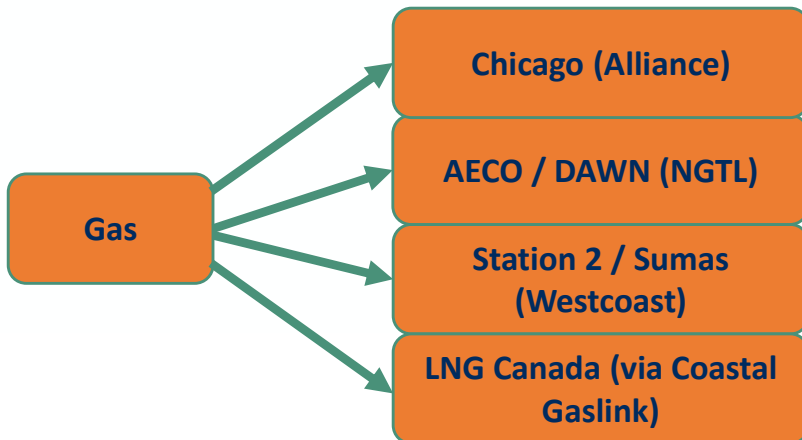 Chicago (Alliance)
AECO / DAWN (NGTL)
Gas
Station 2 / Sumas
(Westcoast)
LNG Canada (via Coastal
Gaslink)